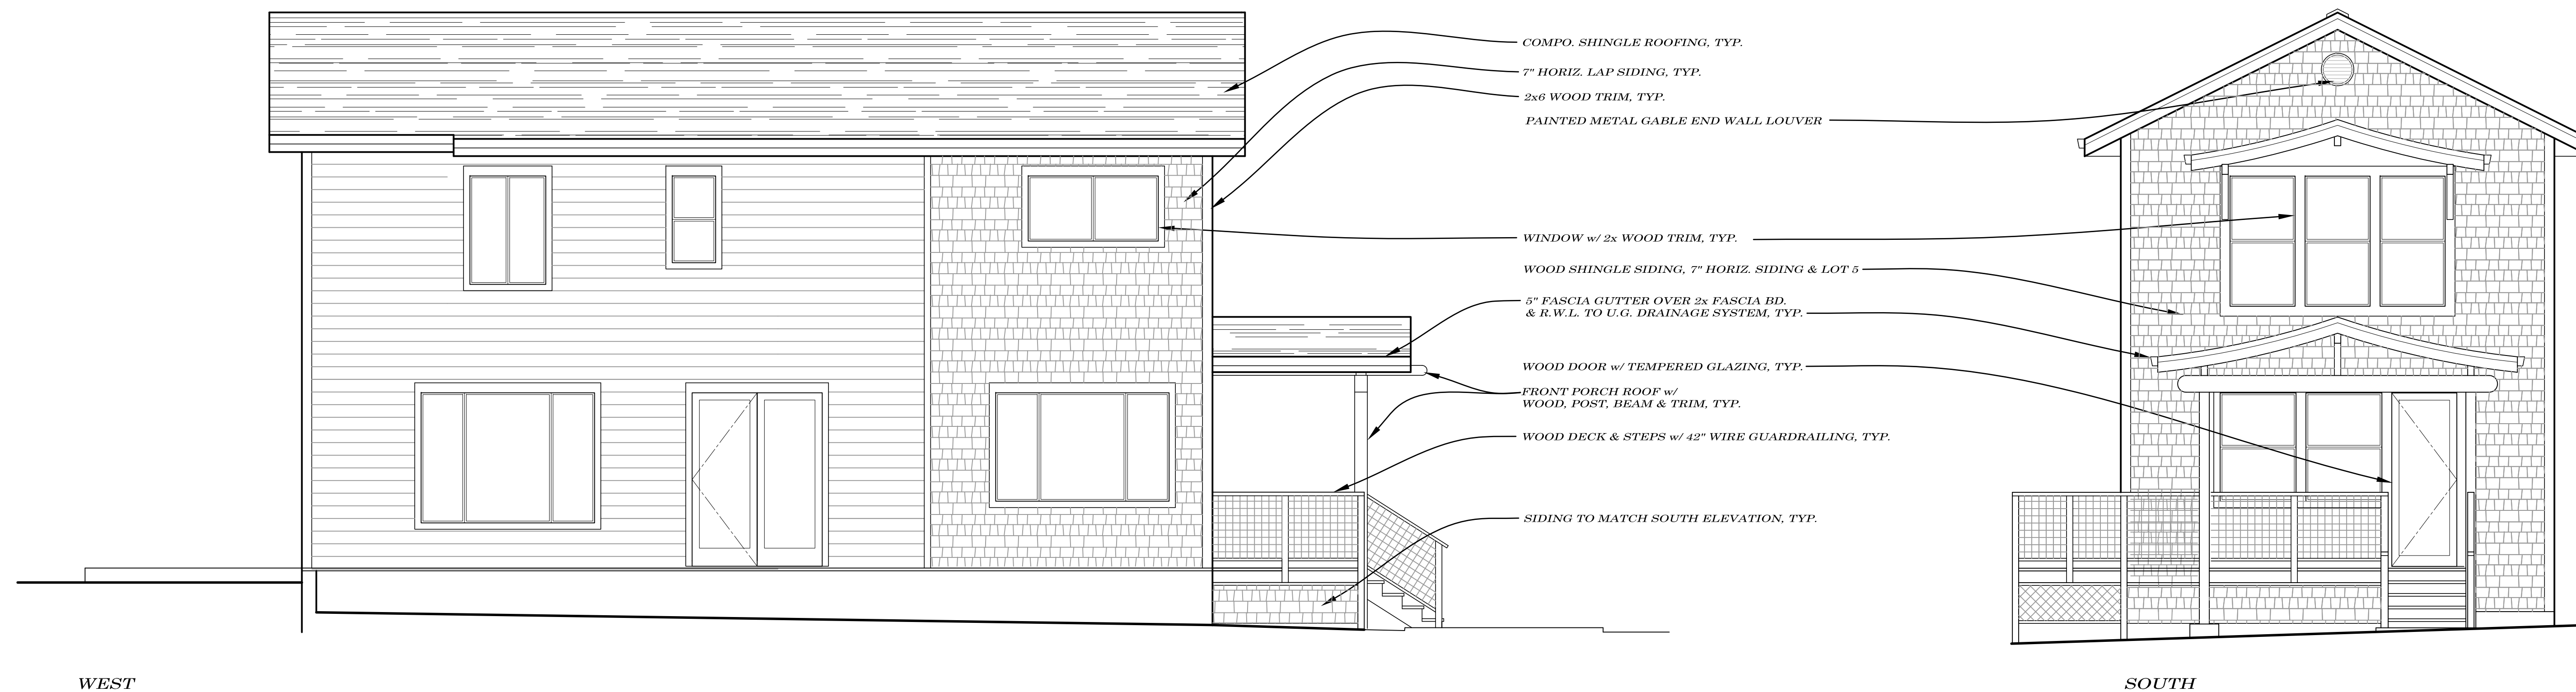 COMPO. SHINGLE ROOFING, TYP.
7" HORIZ. LAP SIDING, TYP.
2x6 WOOD TRIM, TYP.
PAINTED METAL GABLE END WALL LOUVER
WINDOW w/ 2x WOOD TRIM, TYP.
WOOD SHINGLE SIDING, 7" HORIZ. SIDING & LOT 5
5" FASCIA GUTTER OVER 2x FASCIA BD.
& R.W.L. TO U.G. DRAINAGE SYSTEM, TYP.
WOOD DOOR w/ TEMPERED GLAZING, TYP.
FRONT PORCH ROOF w/
WOOD, POST, BEAM & TRIM, TYP.
WOOD DECK & STEPS w/ 42" WIRE GUARDRAILING, TYP.
SIDING TO MATCH SOUTH ELEVATION, TYP.
WEST
SOUTH